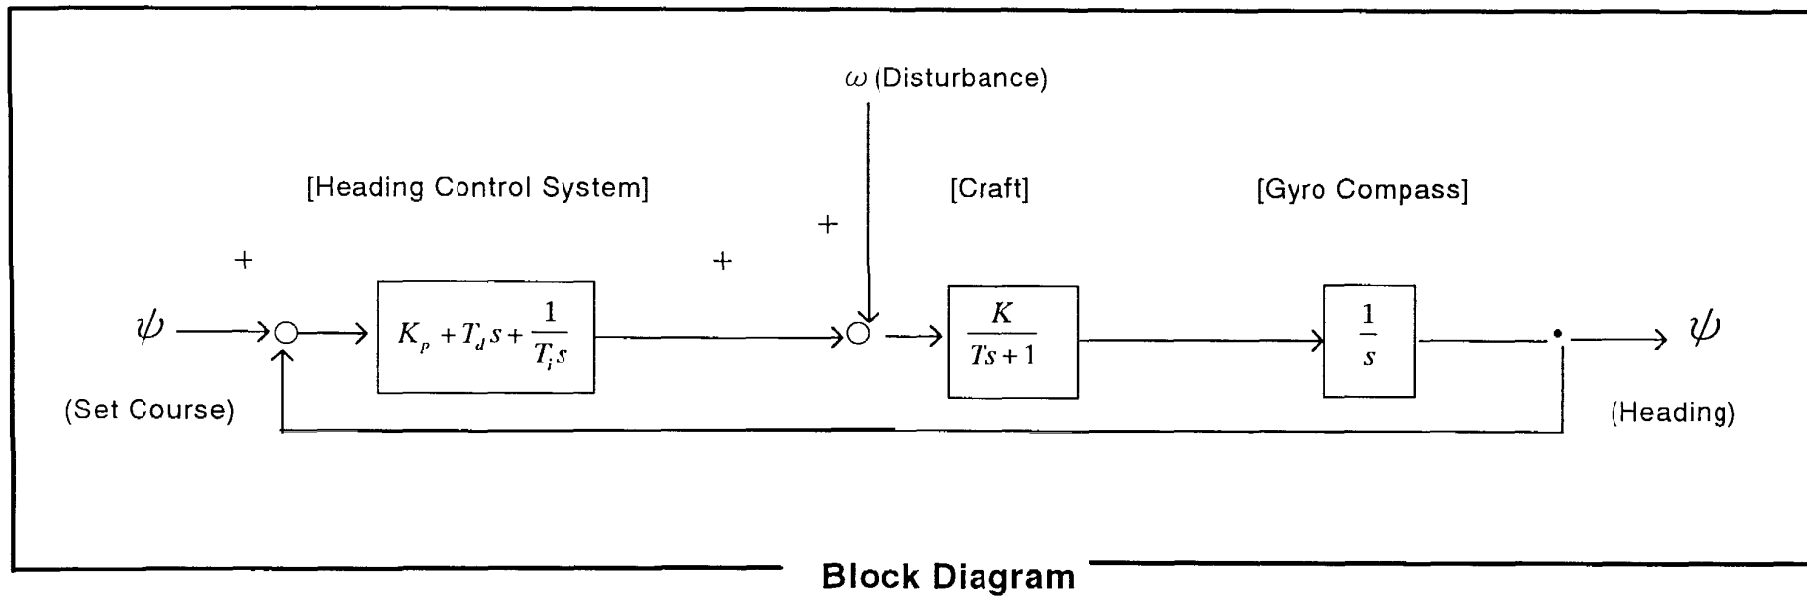 ω (Disturbance)
[Heading Control System]
[Craft]
[Gyro Compass]
+
+
+
ψ
K_p + T_d s + 1/(T_i s)
K/(Ts + 1)
1/s
ψ
(Set Course)
(Heading)
Block Diagram